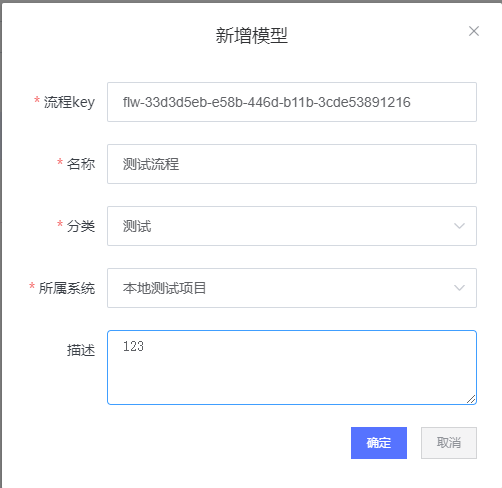 新增模型
* 流程key flw-33d3d5eb-e58b-446d-b11b-3cde53891216
* 名称 测试流程
* 分类 测试
* 所属系统 本地测试项目
描述 123
确定 取消